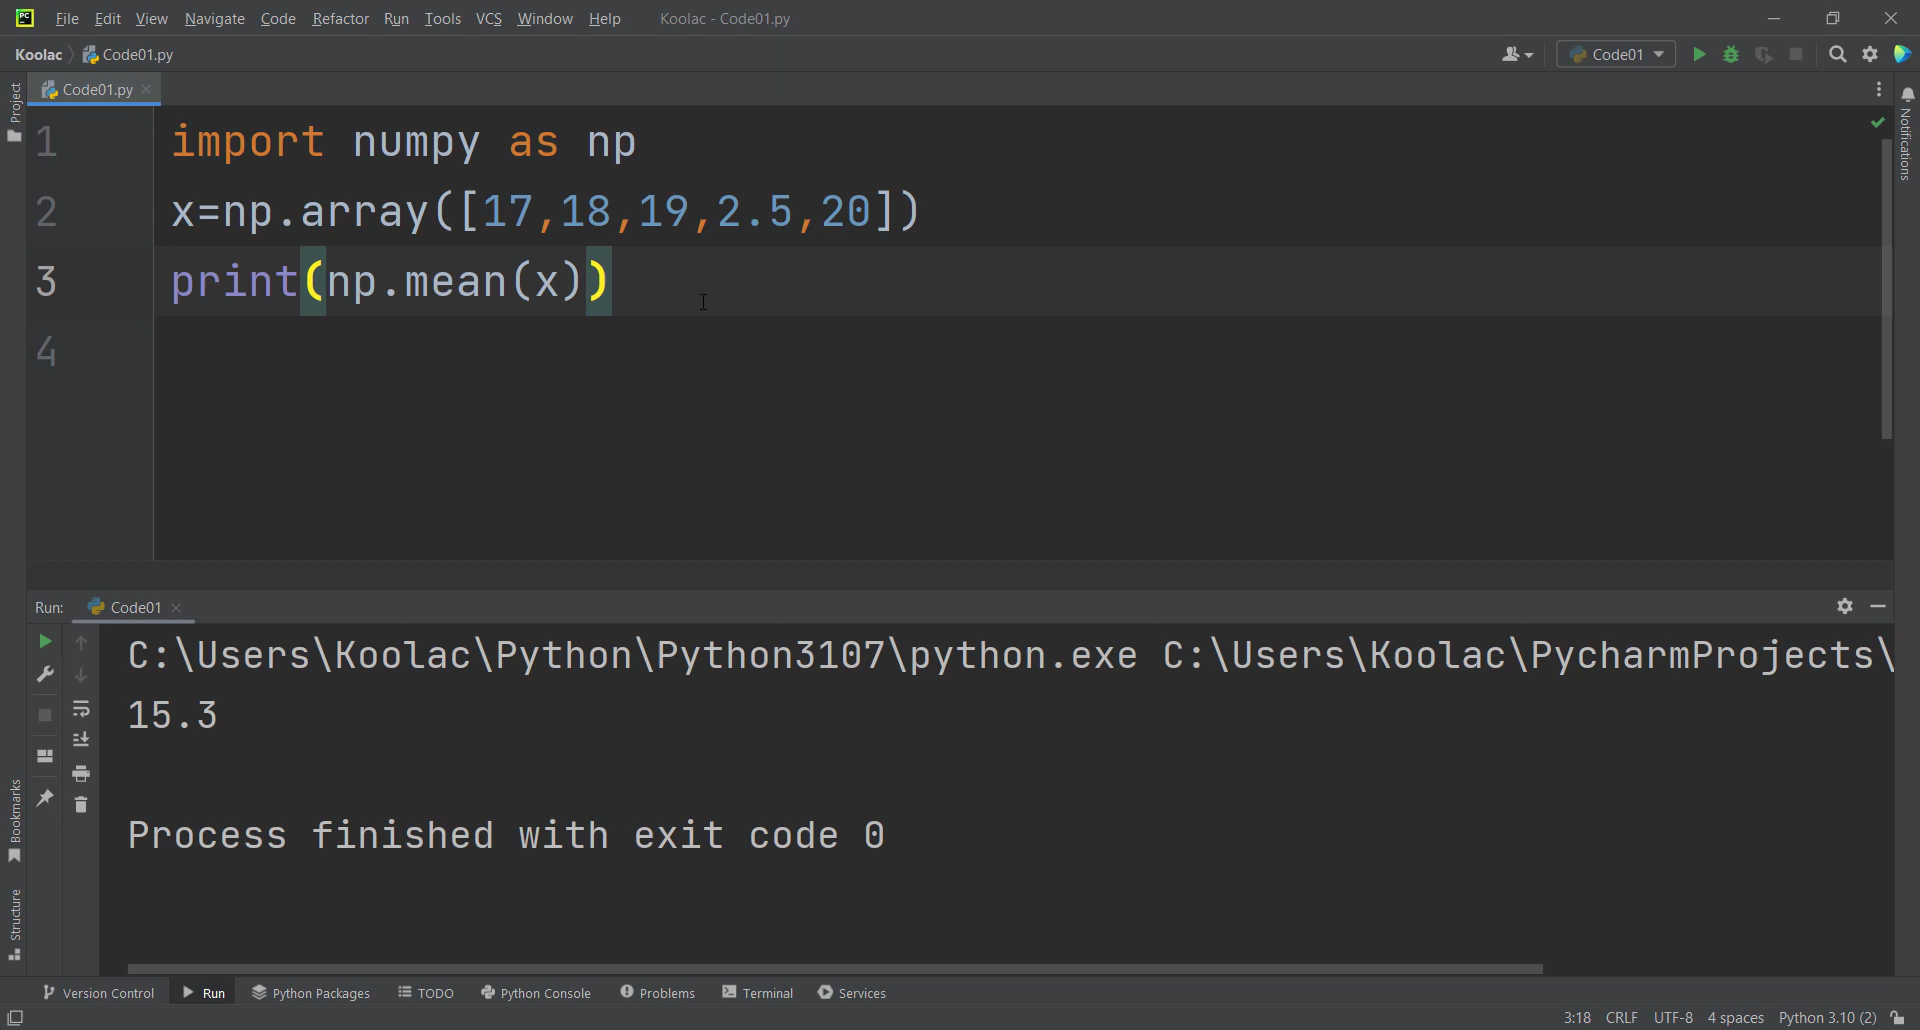 PC File Edit View Navigate Code Refactor Run Tools VCS Window Help Koolac - Code01.py
Koolac Code01.py Code01
Project
Code01.py
Notifications
1 import numpy as np
2 x=np.array([17,18,19,2.5,20])
3 print(np.mean(x))
4
Run: Code01
C:\Users\Koolac\Python\Python3107\python.exe C:\Users\Koolac\PycharmProjects\
15.3
Process finished with exit code 0
Bookmarks
Structure
Version Control Run Python Packages TODO Python Console Problems Terminal Services
3:18 CRLF UTF-8 4 spaces Python 3.10 (2)